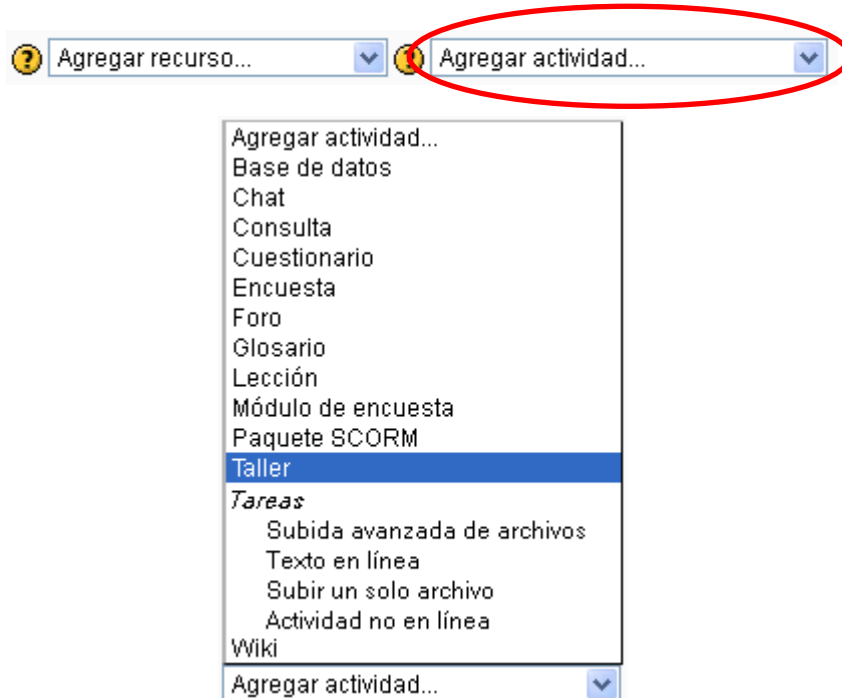 ? Agregar recurso... ? Agregar actividad...
Agregar actividad...
Base de datos
Chat
Consulta
Cuestionario
Encuesta
Foro
Glosario
Lección
Módulo de encuesta
Paquete SCORM
Taller
Tareas
Subida avanzada de archivos
Texto en línea
Subir un solo archivo
Actividad no en línea
Wiki
Agregar actividad...